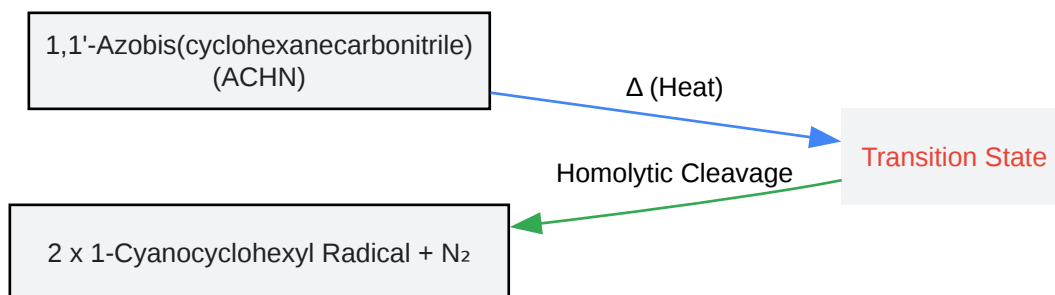 1,1'-Azobis(cyclohexanecarbonitrile)
(ACHN)
Δ (Heat)
Transition State
Homolytic Cleavage
2 x 1-Cyanocyclohexyl Radical + N₂